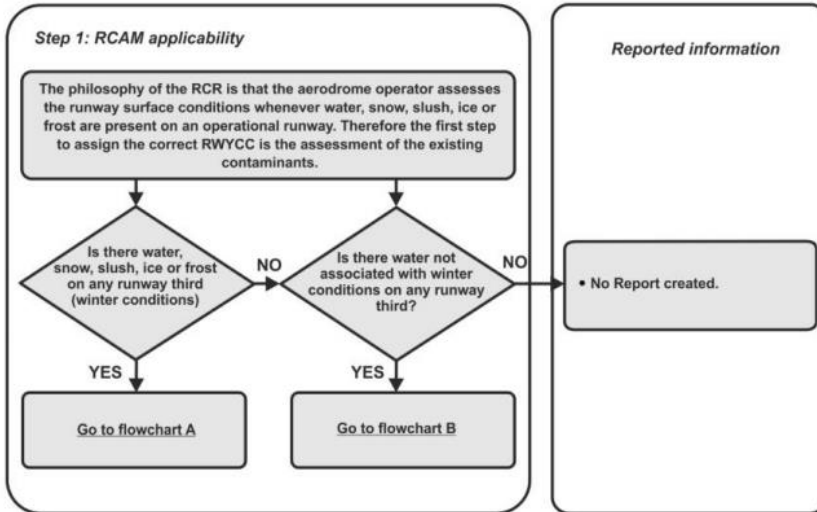 Step 1: RCAM applicability
The philosophy of the RCR is that the aerodrome operator assesses
the runway surface conditions whenever water, snow, slush, ice or
frost are present on an operational runway. Therefore the first step
to assign the correct RWYCC is the assessment of the existing
contaminants.
Is there water,
snow, slush, ice or frost
on any runway third
(winter conditions)
NO
YES
Go to flowchart A
Is there water not
associated with winter
conditions on any runway
third?
NO
YES
Go to flowchart B
Reported information
• No Report created.